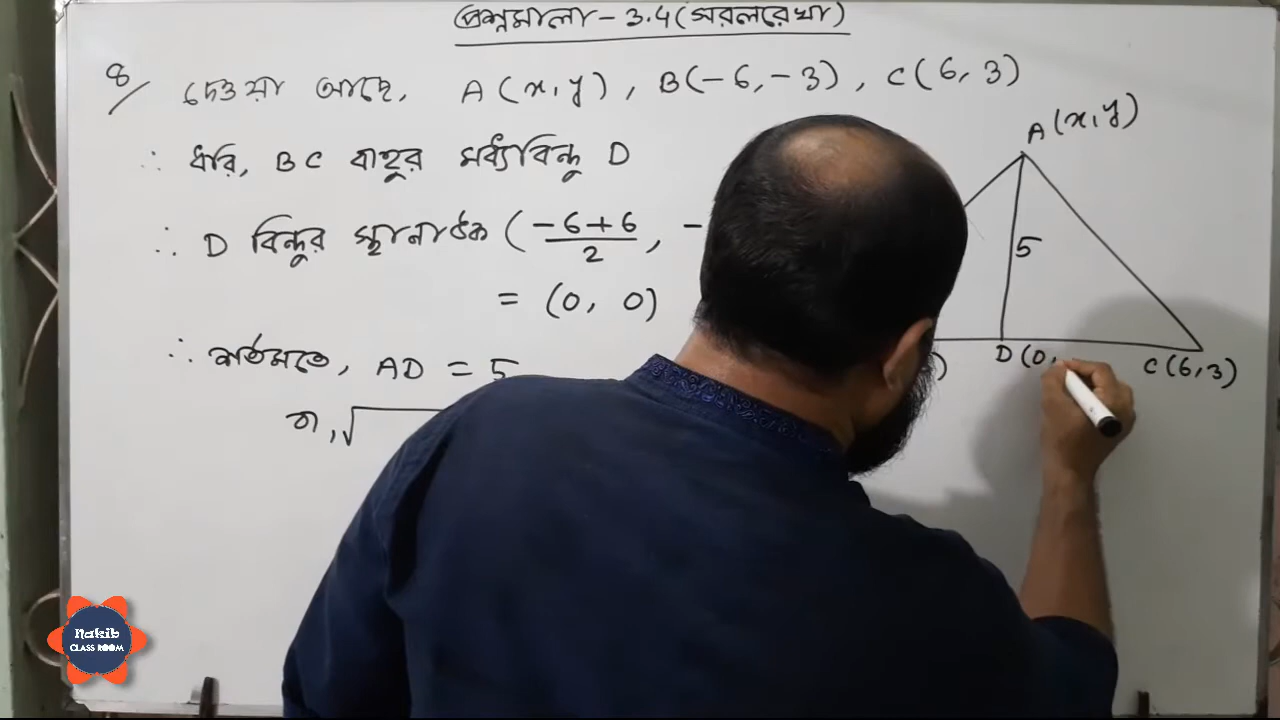 প্রশ্নমালা - 3.4 (সরলরেখা)
8/ দেওয়া আছে, A(x,y), B(-6,-3), C(6,3)
∴ ধরি, BC বাহুর মধ্যবিন্দু D
∴ D বিন্দুর স্থানাঙ্ক (-6+6/2, -
= (0, 0)
∴ শর্তমতে, AD = 5
বা, √
A(x,y)
5
)
D(0,
C(6,3)
Nakib
CLASS ROOM